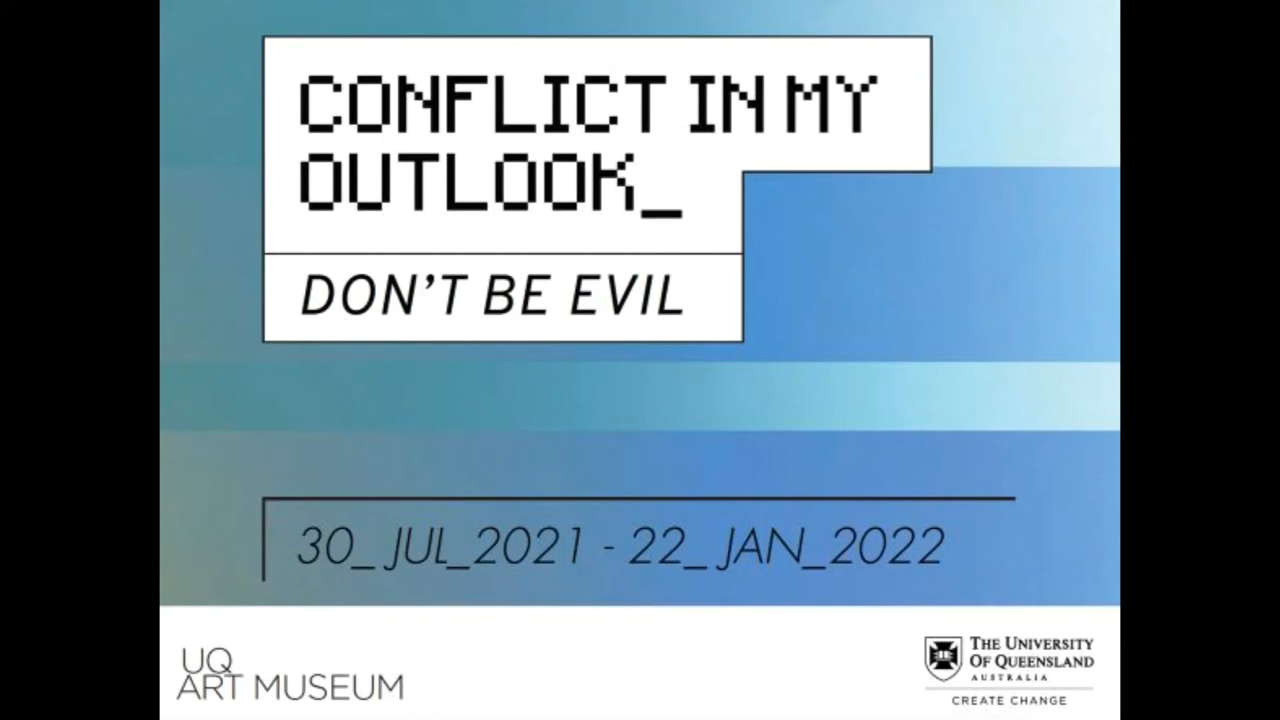 CONFLICT IN MY
OUTLOOK_
DON'T BE EVIL
30_JUL_2021 - 22_JAN_2022
UQ
ART MUSEUM
THE UNIVERSITY
OF QUEENSLAND
AUSTRALIA
CREATE CHANGE